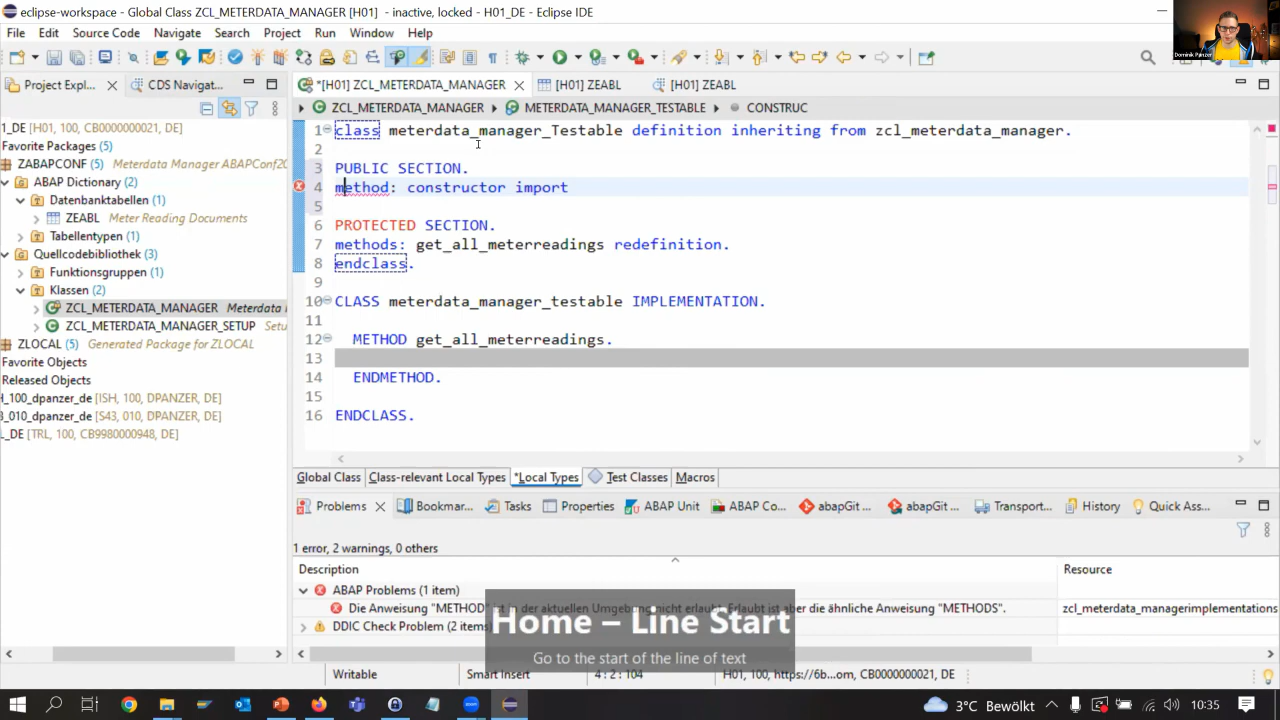 eclipse-workspace - Global Class ZCL_METERDATA_MANAGER [H01] - inactive, locked - H01_DE - Eclipse IDE
Dominik Panzer
File Edit Source Code Navigate Search Project Run Window Help
Project Expl... CDS Navigat...
*[H01] ZCL_METERDATA_MANAGER [H01] ZEABL [H01] ZEABL
ZCL_METERDATA_MANAGER METERDATA_MANAGER_TESTABLE CONSTRUC
1_DE [H01, 100, CB0000000021, DE]
Favorite Packages (5)
ZABAPCONF (7) Meterdata Manager ABAPConf20
ABAP Dictionary (2)
Datenbanktabellen (1)
ZEABL Meter Reading Documents
Tabellentypen (1)
Quellcodebibliothek (3)
Funktionsgruppen (1)
Klassen (2)
ZCL_METERDATA_MANAGER Meterdata
ZCL_METERDATA_MANAGER_SETUP Setu
ZLOCAL (5) Generated Package for ZLOCAL
Favorite Objects
Released Objects
H_100_dpanzer_de [ISH, 100, DPANZER, DE]
3_010_dpanzer_de [S43, 010, DPANZER, DE]
L_DE [TRL, 100, CB9980000948, DE]
1 class meterdata_manager_Testable definition inheriting from zcl_meterdata_manager.
2
3 PUBLIC SECTION.
4 method: constructor import
5
6 PROTECTED SECTION.
7 methods: get_all_meterreadings redefinition.
8 endclass.
9
10 CLASS meterdata_manager_testable IMPLEMENTATION.
11
12 METHOD get_all_meterreadings.
13
14 ENDMETHOD.
15
16 ENDCLASS.
Global Class Class-relevant Local Types *Local Types Test Classes Macros
Problems Bookmar... Tasks Properties ABAP Unit ABAP Co... abapGit ... abapGit ... Transport... History Quick Ass...
1 error, 2 warnings, 0 others
Description Resource
ABAP Problems (1 item)
Die Anweisung "METHOD" ist in der aktuellen Umgebung nicht erlaubt. Erlaubt ist aber die ähnliche Anweisung "METHODS". zcl_meterdata_managerimplementations
DDIC Check Problem (2 items
Home – Line Start
Go to the start of the line of text
Writable Smart Insert 4 : 2 : 104 H01, 100, https://6b...om, CB0000000021, DE
3°C Bewölkt 10:35